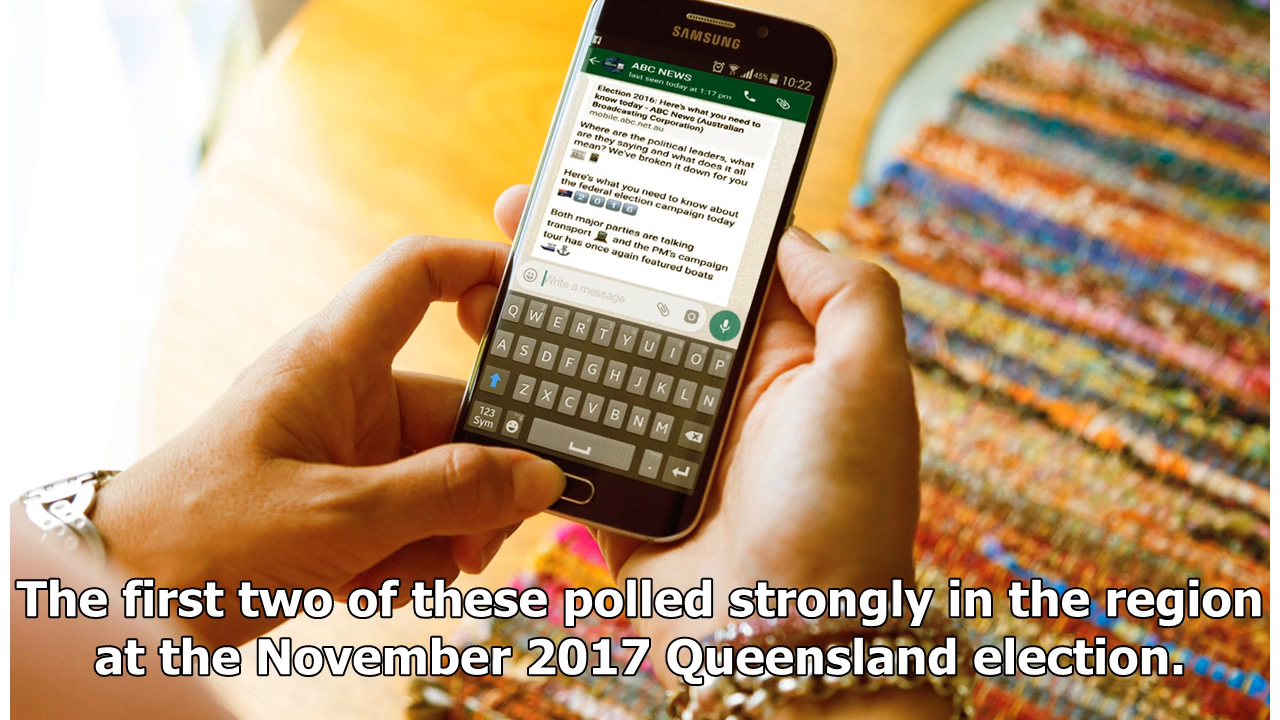 SAMSUNG
45% 10:22
ABC NEWS
last seen today at 1:17 pm
Election 2016: Here's what you need to
know today - ABC News (Australian
Broadcasting Corporation)
mobile.abc.net.au
Where are the political leaders, what
are they saying and what does it all
mean? We've broken it down for you
Here's what you need to know about
the federal election campaign today
2 0 1 6
Both major parties are talking
transport and the PM's campaign
tour has once again featured boats
Write a message
Q W E R T Y U I O P
A S D F G H J K L N
Z X C V B N M
123
Sym
.
The first two of these polled strongly in the region
at the November 2017 Queensland election.